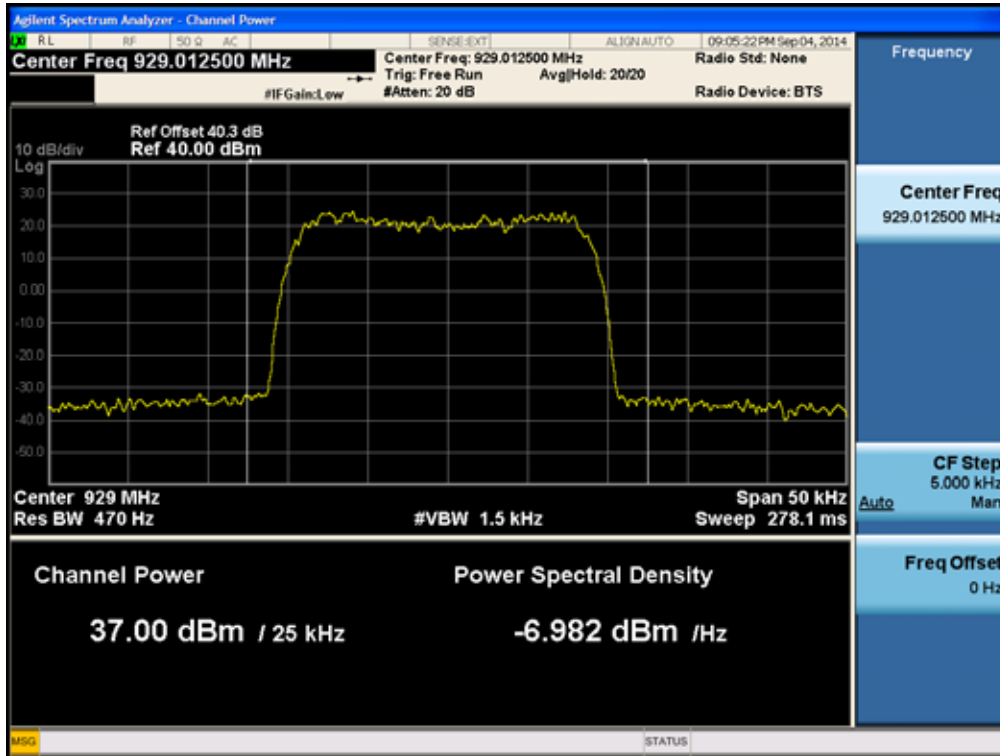 Agilent Spectrum Analyzer - Channel Power
LXI RL RF 50 Ω AC SENSE:EXT ALIGN AUTO 09:05:22 PM Sep 04, 2014
Center Freq 929.012500 MHz
Center Freq: 929.012500 MHz
Radio Std: None
Trig: Free Run
Avg|Hold: 20/20
#IFGain:Low
#Atten: 20 dB
Radio Device: BTS
Ref Offset 40.3 dB
10 dB/div
Ref 40.00 dBm
Log
30.0
20.0
10.0
0.00
-10.0
-20.0
-30.0
-40.0
-50.0
Center 929 MHz
Span 50 kHz
Res BW 470 Hz
#VBW 1.5 kHz
Sweep 278.1 ms
Channel Power
Power Spectral Density
37.00 dBm / 25 kHz
-6.982 dBm /Hz
MSG
STATUS
Frequency
Center Freq
929.012500 MHz
CF Step
5.000 kHz
Auto Man
Freq Offset
0 Hz